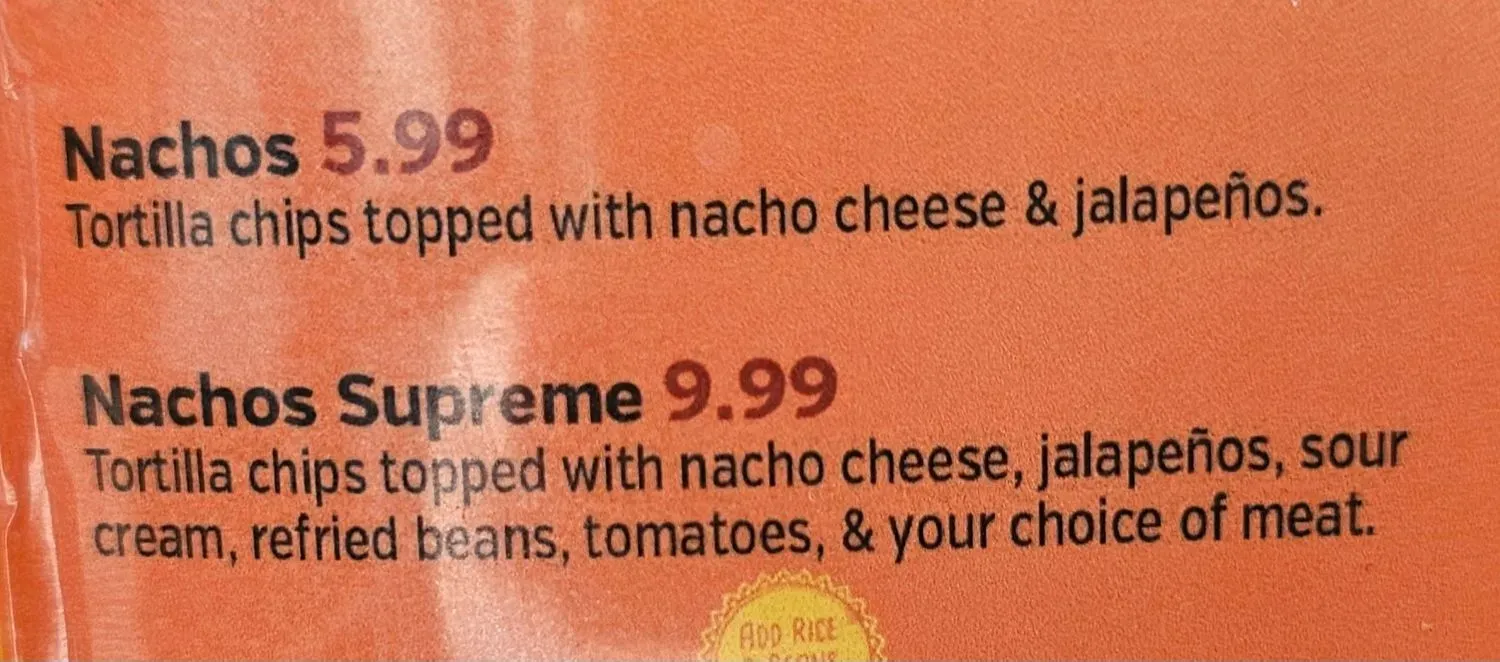 Nachos 5.99
Tortilla chips topped with nacho cheese & jalapeños.
Nachos Supreme 9.99
Tortilla chips topped with nacho cheese, jalapeños, sour
cream, refried beans, tomatoes, & your choice of meat.
ADD RICE